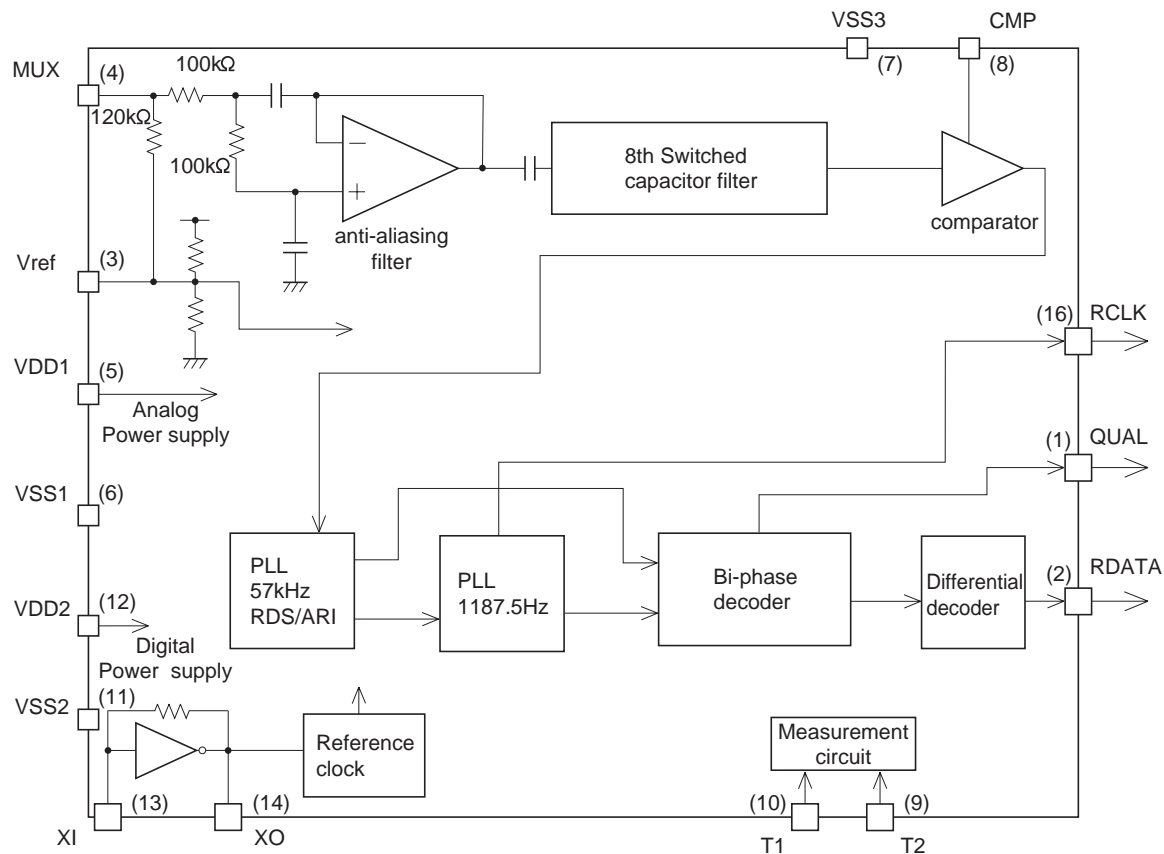 VSS3
CMP
MUX
(4)
100kΩ
(7)
(8)
120kΩ
100kΩ
−
+
8th Switched
capacitor filter
anti-aliasing
filter
comparator
Vref
(3)
(16)
RCLK
VDD1
(5)
Analog
Power supply
(1)
QUAL
VSS1
(6)
PLL
57kHz
RDS/ARI
PLL
1187.5Hz
Bi-phase
decoder
Differential
decoder
(2)
RDATA
VDD2
(12)
Digital
Power supply
VSS2
(11)
Reference
clock
Measurement
circuit
(13)
(14)
(10)
(9)
XI
XO
T1
T2